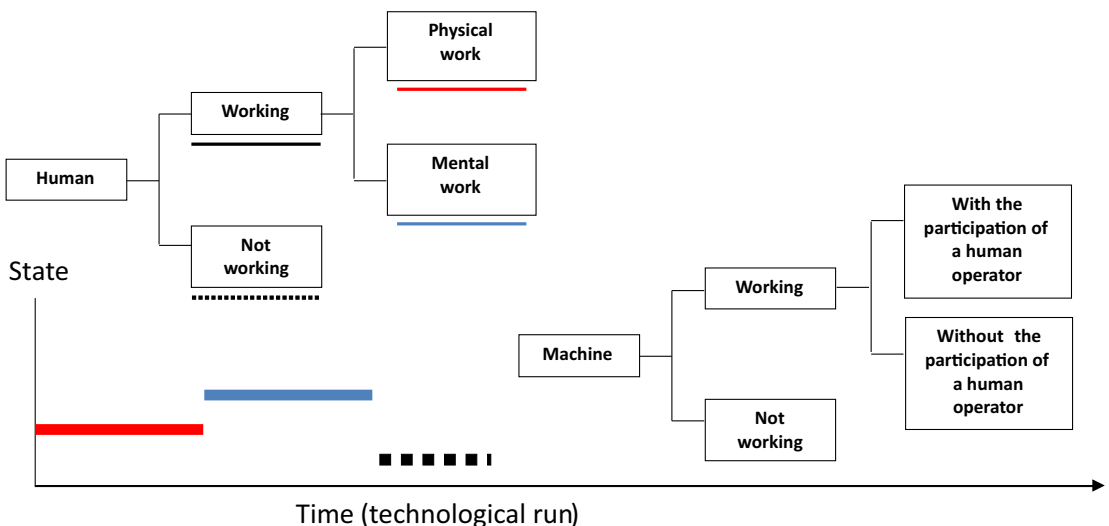 Physical
work
Working
Mental
work
Human
Not
working
State
With the
participation of
a human
operator
Working
Machine
Without the
participation of
a human
operator
Not
working
Time (technological run)